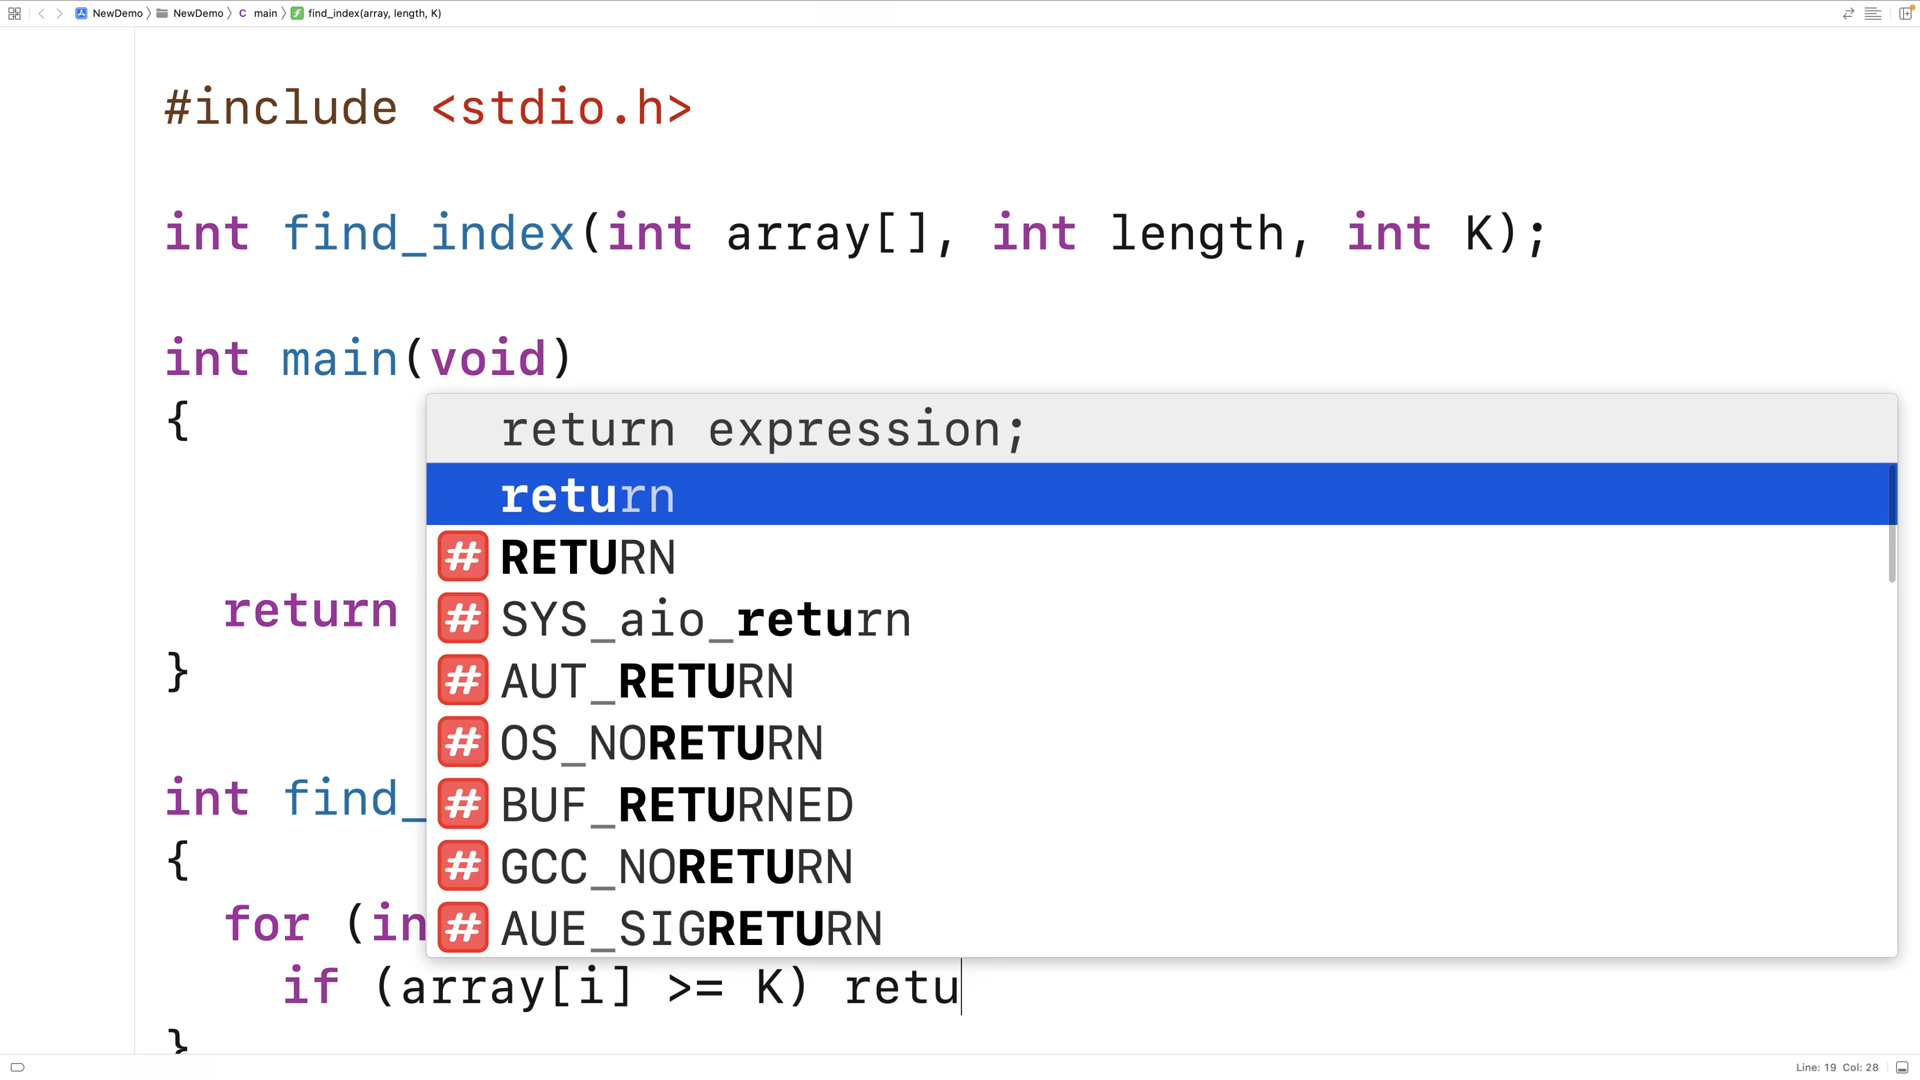 NewDemo NewDemo C main f find_index(array, length, K)
#include <stdio.h>
int find_index(int array[], int length, int K);
int main(void)
{
return expression;
return
# RETURN
# SYS_aio_return
return
# AUT_RETURN
}
# OS_NORETURN
int find_
# BUF_RETURNED
{
# GCC_NORETURN
for (in
# AUE_SIGRETURN
if (array[i] >= K) retu
}
Line: 19 Col: 28